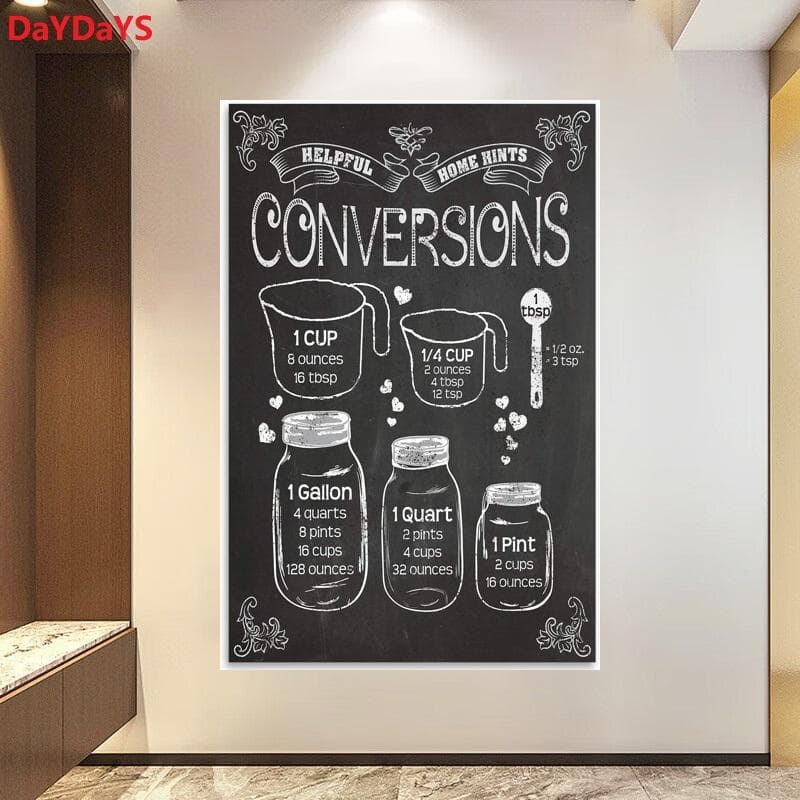 DaYDaYS
HELPFUL
HOME HINTS
CONVERSIONS
1 CUP
8 ounces
16 tbsp
1/4 CUP
2 ounces
4 tbsp
12 tsp
1
tbsp
= 1/2 oz.
= 3 tsp
1 Gallon
4 quarts
8 pints
16 cups
128 ounces
1 Quart
2 pints
4 cups
32 ounces
1 Pint
2 cups
16 ounces